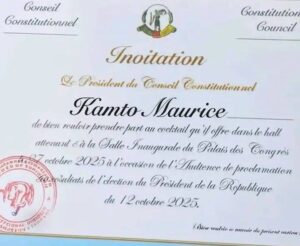 Conseil
Constitutionnel
Constitutional
Council
Invitation
Le Président du Conseil Constitutionnel
Kamto Maurice
de bien vouloir prendre part au cocktail qu'il offre dans le hall
attenant à la Salle Inaugurale du Palais des Congrès
27 octobre 2025 à l'occasion de l'Audience de proclamation
résultats de l'élection du Président de la République
du 12 octobre 2025.